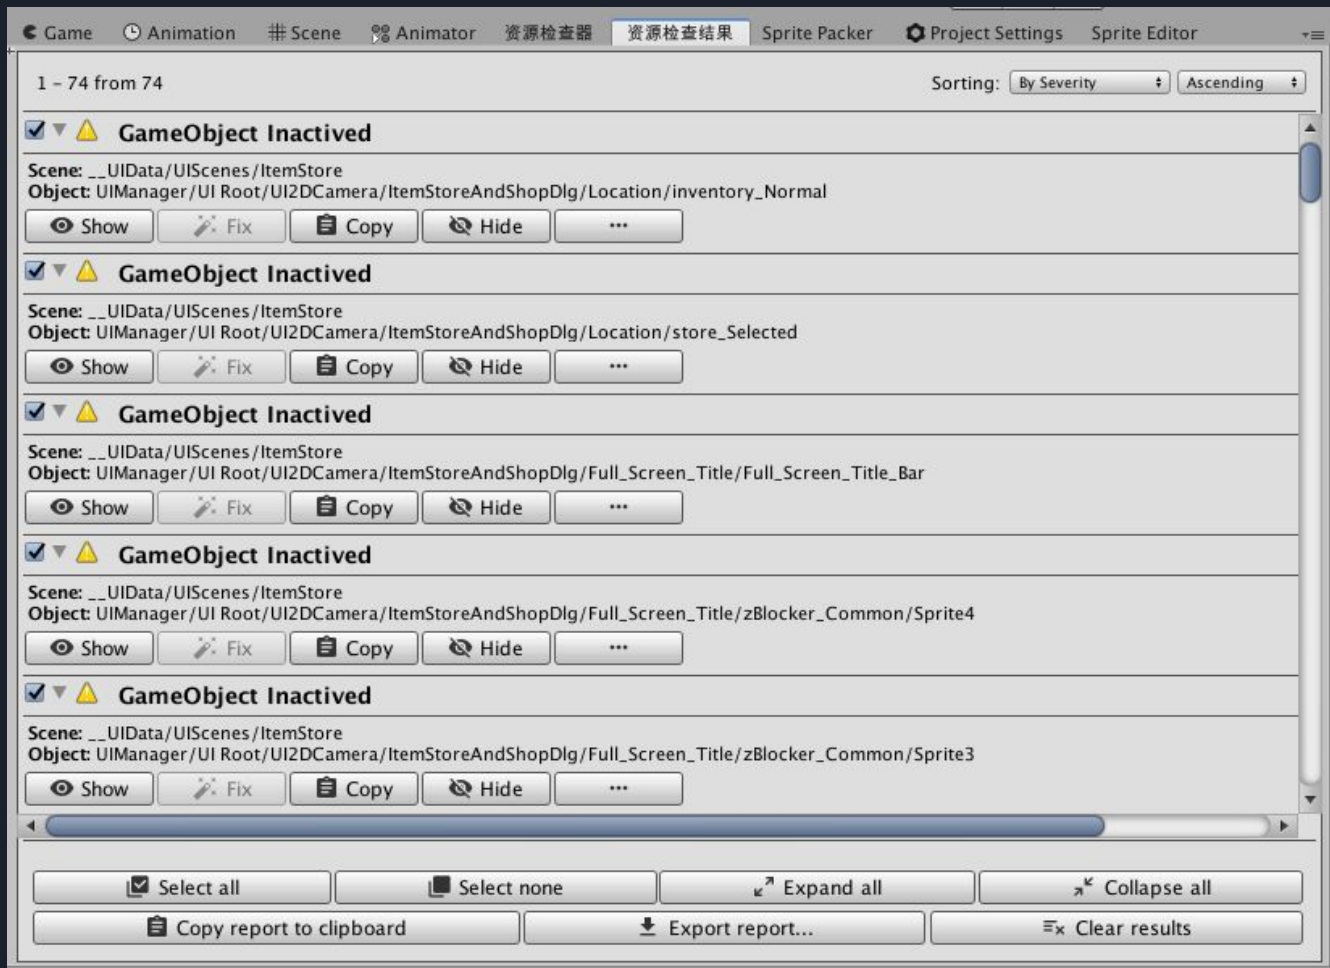 Game Animation Scene Animator 资源检查器 资源检查结果 Sprite Packer Project Settings Sprite Editor
1 – 74 from 74 Sorting: By Severity Ascending
GameObject Inactived
Scene: __UIData/UIScenes/ItemStore
Object: UIManager/UI Root/UI2DCamera/ItemStoreAndShopDlg/Location/inventory_Normal
Show Fix Copy Hide ...
GameObject Inactived
Scene: __UIData/UIScenes/ItemStore
Object: UIManager/UI Root/UI2DCamera/ItemStoreAndShopDlg/Location/store_Selected
Show Fix Copy Hide ...
GameObject Inactived
Scene: __UIData/UIScenes/ItemStore
Object: UIManager/UI Root/UI2DCamera/ItemStoreAndShopDlg/Full_Screen_Title/Full_Screen_Title_Bar
Show Fix Copy Hide ...
GameObject Inactived
Scene: __UIData/UIScenes/ItemStore
Object: UIManager/UI Root/UI2DCamera/ItemStoreAndShopDlg/Full_Screen_Title/zBlocker_Common/Sprite4
Show Fix Copy Hide ...
GameObject Inactived
Scene: __UIData/UIScenes/ItemStore
Object: UIManager/UI Root/UI2DCamera/ItemStoreAndShopDlg/Full_Screen_Title/zBlocker_Common/Sprite3
Show Fix Copy Hide ...
Select all Select none Expand all Collapse all
Copy report to clipboard Export report... Clear results